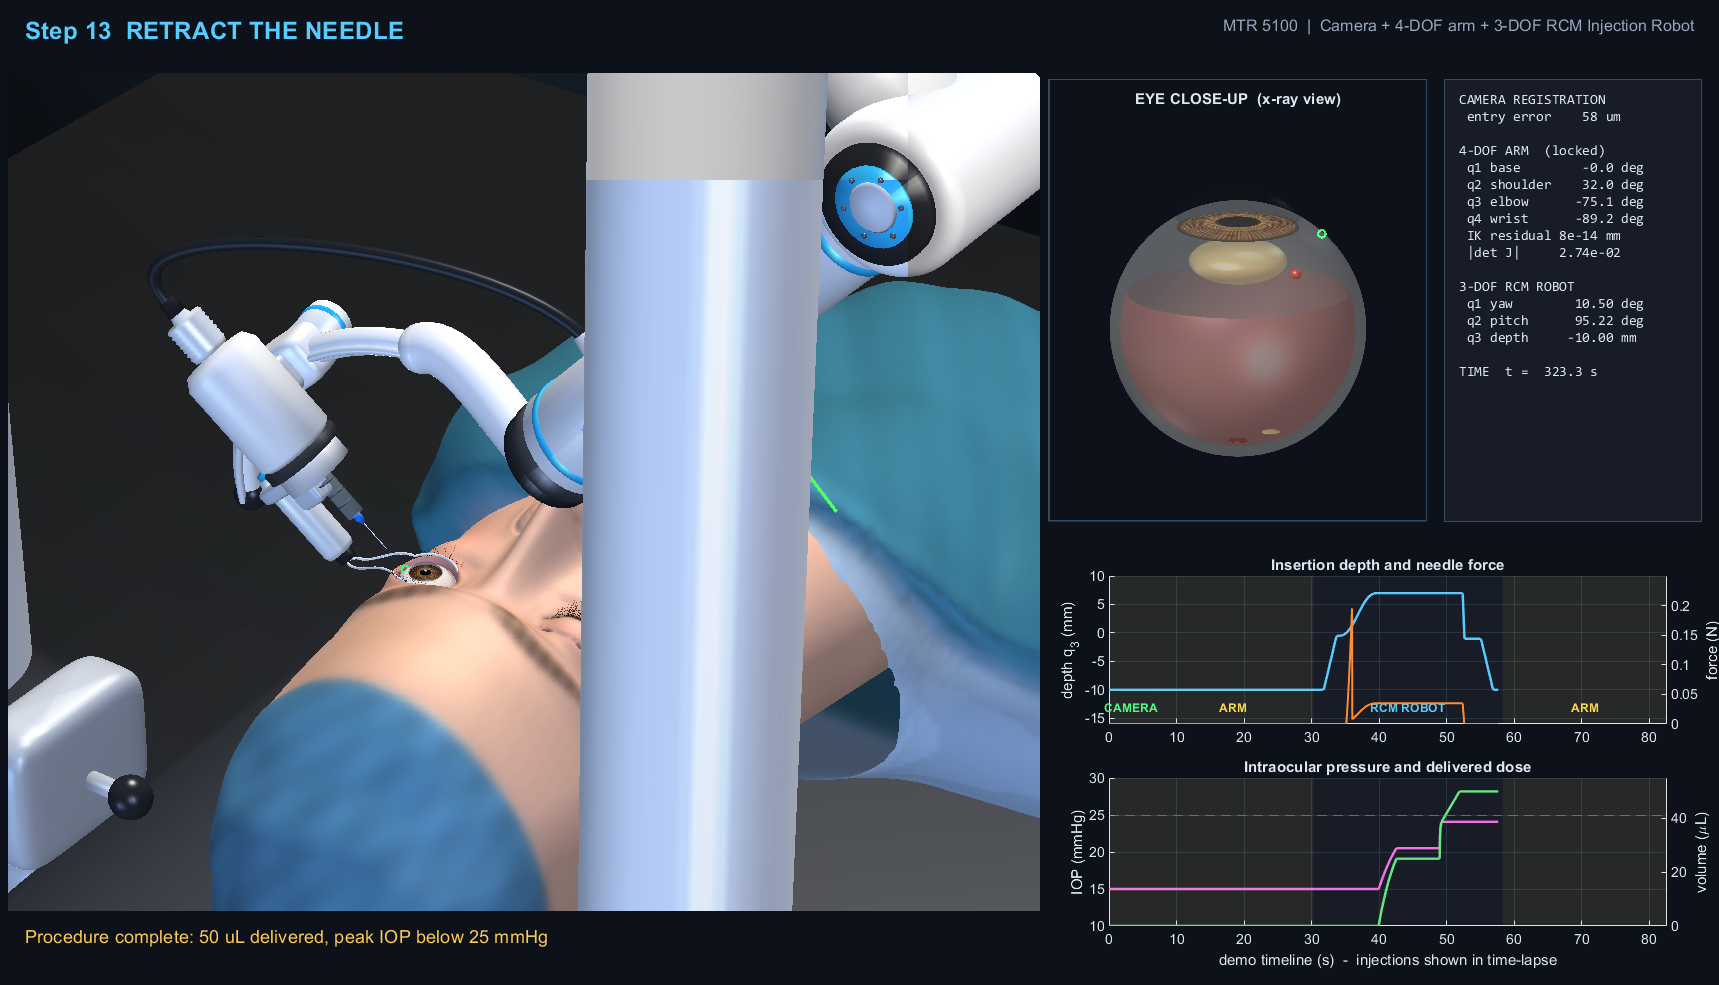 Step 13  RETRACT THE NEEDLE
MTR 5100  |  Camera + 4-DOF arm + 3-DOF RCM Injection Robot
EYE CLOSE-UP  (x-ray view)
CAMERA REGISTRATION
entry error    58 um
4-DOF ARM  (locked)
q1 base         -0.0 deg
q2 shoulder    32.0 deg
q3 elbow      -75.1 deg
q4 wrist      -89.2 deg
IK residual 8e-14 mm
|det J|     2.74e-02
3-DOF RCM ROBOT
q1 yaw        10.50 deg
q2 pitch      95.22 deg
q3 depth     -10.00 mm
TIME  t =  323.3 s
Insertion depth and needle force
depth q3 (mm)
10
5
0
-5
-10
-15
0.2
0.15
0.1
0.05
0
force (N)
CAMERA
ARM
RCM ROBOT
ARM
0 10 20 30 40 50 60 70 80
Intraocular pressure and delivered dose
IOP (mmHg)
30
25
20
15
10
40
20
0
volume (μL)
0 10 20 30 40 50 60 70 80
demo timeline (s)  -  injections shown in time-lapse
Procedure complete: 50 uL delivered, peak IOP below 25 mmHg